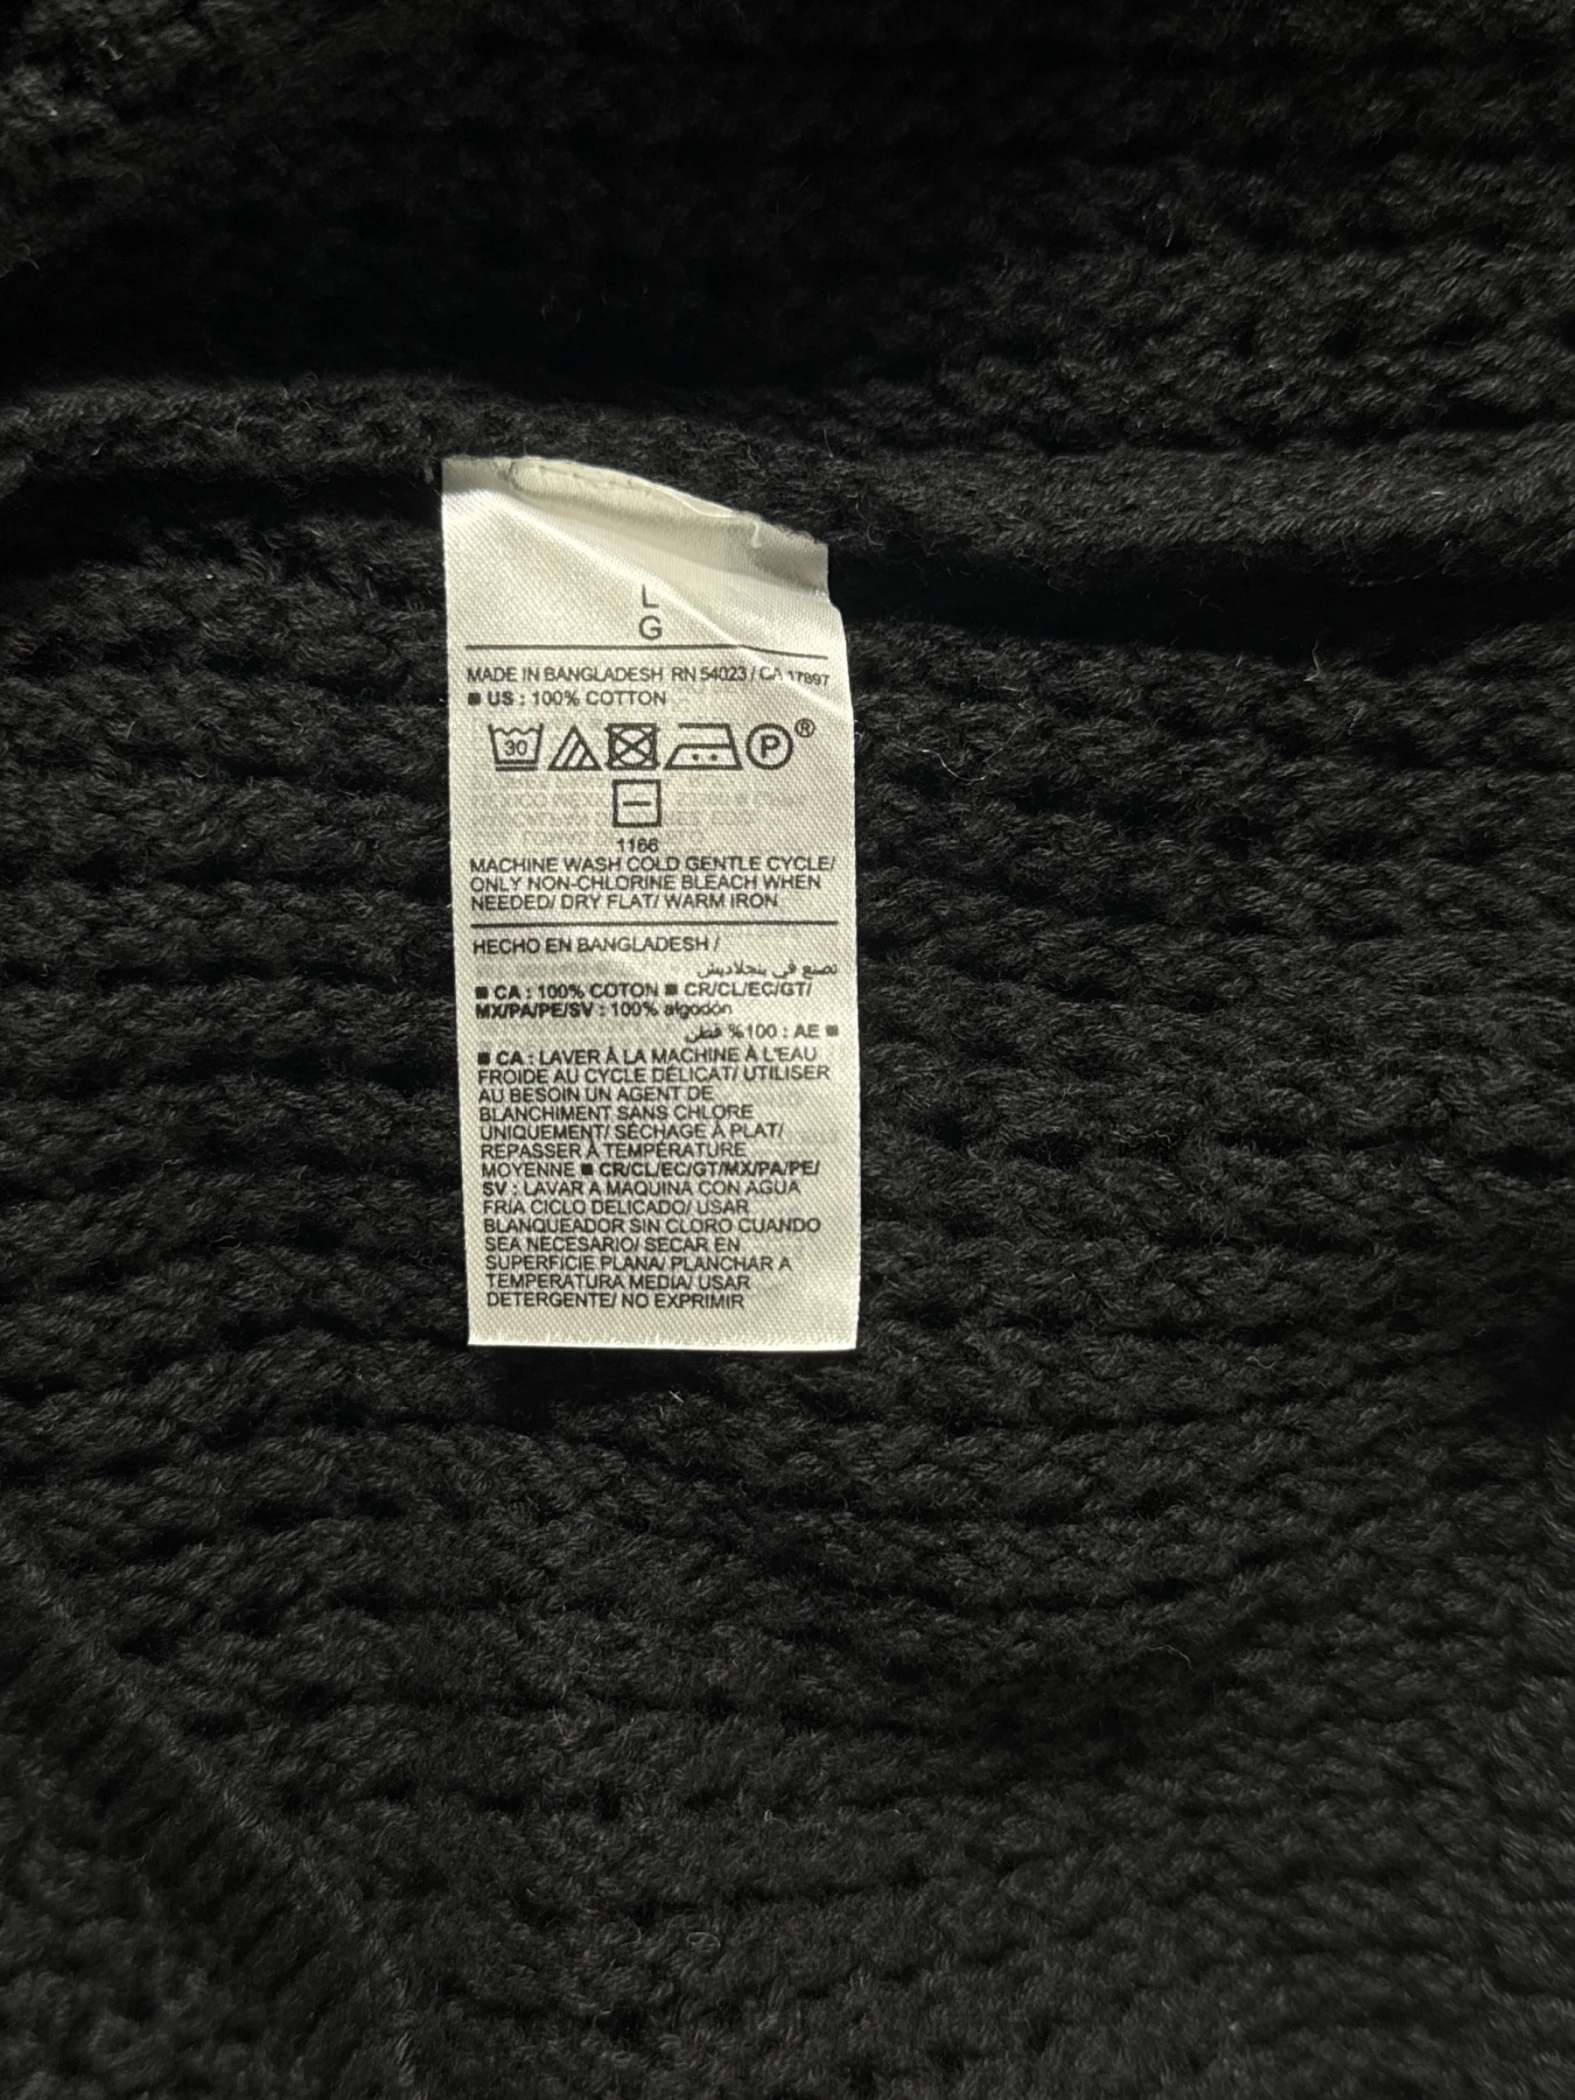 L
G
MADE IN BANGLADESH RN 54023 / CA 17897
■ US : 100% COTTON
30 P ®
1166
MACHINE WASH COLD GENTLE CYCLE/
ONLY NON-CHLORINE BLEACH WHEN
NEEDED/ DRY FLAT/ WARM IRON
HECHO EN BANGLADESH /
تصنع في بنجلاديش
■ CA : 100% COTON ■ CR/CL/EC/GT/
MX/PA/PE/SV : 100% algodón
■ AE : 100% قطن
■ CA : LAVER À LA MACHINE À L'EAU
FROIDE AU CYCLE DÉLICAT/ UTILISER
AU BESOIN UN AGENT DE
BLANCHIMENT SANS CHLORE
UNIQUEMENT/ SÉCHAGE À PLAT/
REPASSER À TEMPÉRATURE
MOYENNE ■ CR/CL/EC/GT/MX/PA/PE/
SV : LAVAR A MAQUINA CON AGUA
FRÍA CICLO DELICADO/ USAR
BLANQUEADOR SIN CLORO CUANDO
SEA NECESARIO/ SECAR EN
SUPERFICIE PLANA/ PLANCHAR A
TEMPERATURA MEDIA/ USAR
DETERGENTE/ NO EXPRIMIR